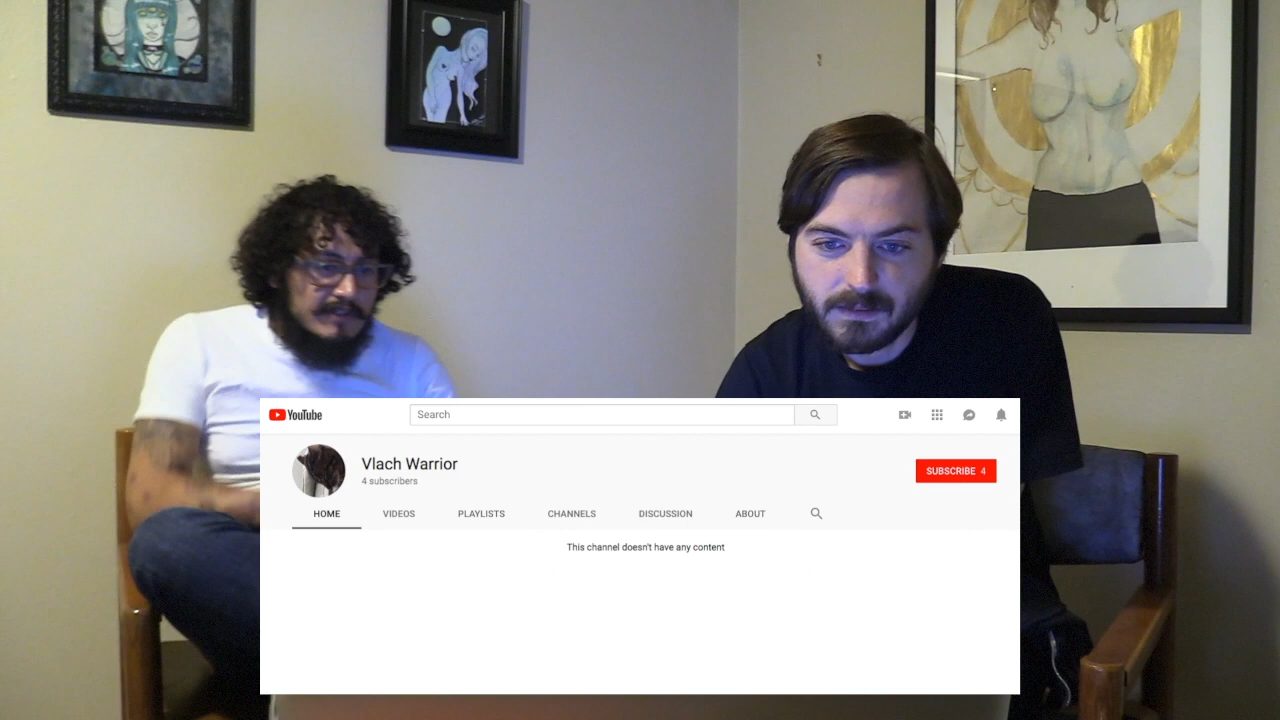 YouTube
Search
Vlach Warrior
4 subscribers
SUBSCRIBE 4
HOME VIDEOS PLAYLISTS CHANNELS DISCUSSION ABOUT
This channel doesn't have any content